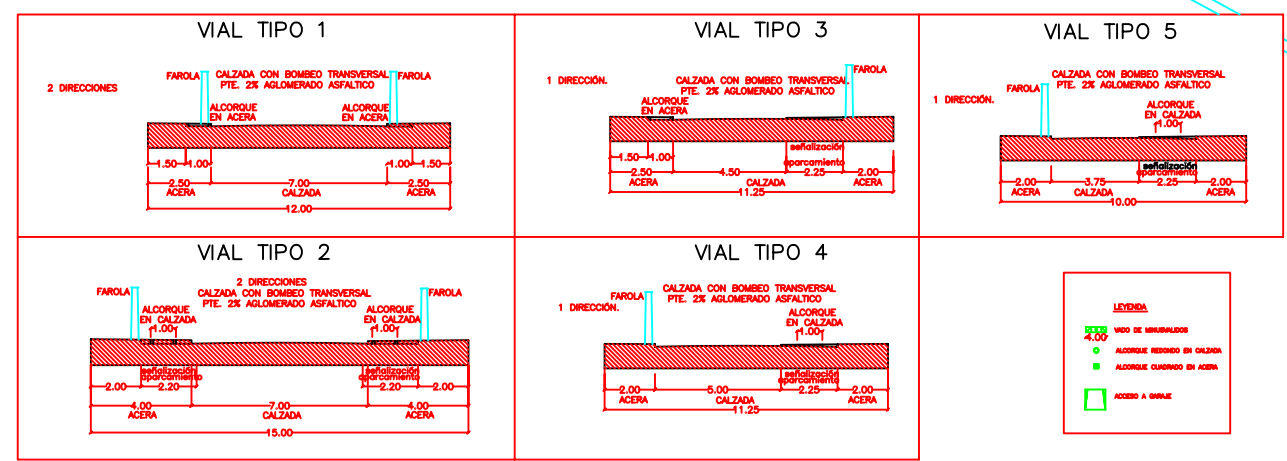 VIAL TIPO 1
2 DIRECCIONES
FAROLA
CALZADA CON BOMBEO TRANSVERSAL
PTE. 2% AGLOMERADO ASFALTICO
FAROLA
ALCORQUE
EN ACERA
ALCORQUE
EN ACERA
1.50
1.00
1.00
1.50
2.50
7.00
2.50
ACERA
CALZADA
ACERA
12.00
VIAL TIPO 3
1 DIRECCIÓN.
CALZADA CON BOMBEO TRANSVERSAL
PTE. 2% AGLOMERADO ASFALTICO
FAROLA
ALCORQUE
EN ACERA
señalización
aparcamiento
1.50
1.00
2.50
4.50
2.25
2.00
ACERA
CALZADA
ACERA
11.25
VIAL TIPO 5
1 DIRECCIÓN.
FAROLA
CALZADA CON BOMBEO TRANSVERSAL
PTE. 2% AGLOMERADO ASFALTICO
ALCORQUE
EN CALZADA
1.00
señalización
aparcamiento
2.00
3.75
2.25
2.00
ACERA
CALZADA
ACERA
10.00
VIAL TIPO 2
2 DIRECCIONES
CALZADA CON BOMBEO TRANSVERSAL
PTE. 2% AGLOMERADO ASFALTICO
FAROLA
FAROLA
ALCORQUE
EN CALZADA
1.00
ALCORQUE
EN CALZADA
1.00
señalización
aparcamiento
señalización
aparcamiento
2.00
2.20
2.20
2.00
4.00
7.00
4.00
ACERA
CALZADA
ACERA
15.00
VIAL TIPO 4
1 DIRECCIÓN.
FAROLA
CALZADA CON BOMBEO TRANSVERSAL
PTE. 2% AGLOMERADO ASFALTICO
ALCORQUE
EN CALZADA
1.00
señalización
aparcamiento
2.00
5.00
2.25
2.00
ACERA
CALZADA
ACERA
11.25
LEYENDA
VADO DE MINUSVALIDOS
4.00
ALCORQUE REDONDO EN CALZADA
ALCORQUE CUADRADO EN ACERA
ACCESO A GARAJE